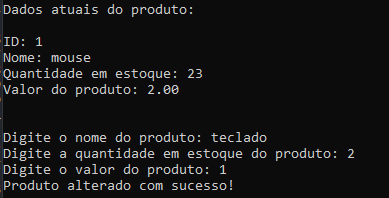 Dados atuais do produto:
ID: 1
Nome: mouse
Quantidade em estoque: 23
Valor do produto: 2.00
Digite o nome do produto: teclado
Digite a quantidade em estoque do produto: 2
Digite o valor do produto: 1
Produto alterado com sucesso!